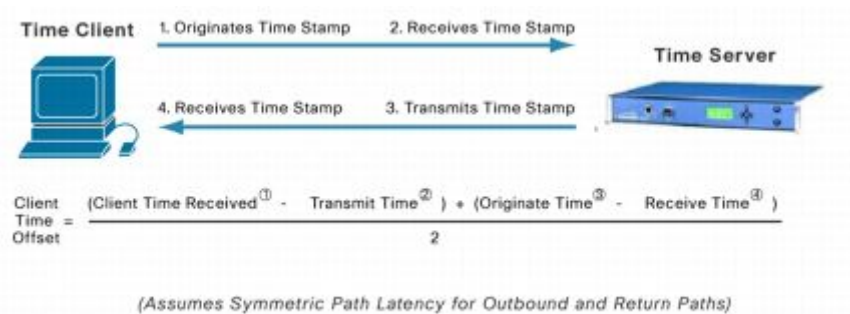 Time Client
1. Originates Time Stamp
2. Receives Time Stamp
Time Server
4. Receives Time Stamp
3. Transmits Time Stamp
Client Time Offset = (Client Time Received① - Transmit Time②) + (Originate Time③ - Receive Time④)
2
(Assumes Symmetric Path Latency for Outbound and Return Paths)